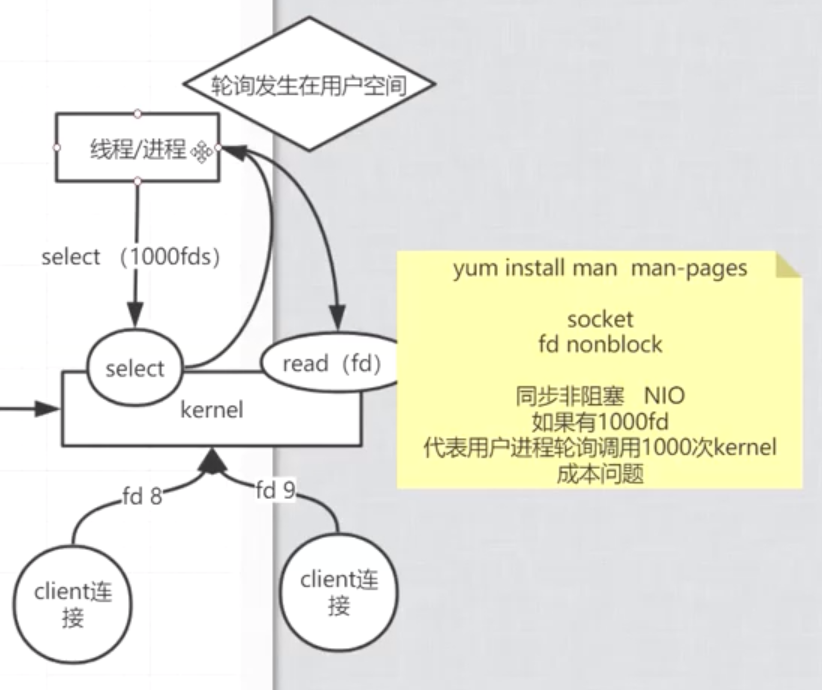 轮询发生在用户空间
线程/进程
select （1000fds）
select
read（fd）
kernel
fd 8
fd 9
client连
接
client连
接
yum install man  man-pages
socket
fd nonblock
同步非阻塞   NIO
如果有1000fd
代表用户进程轮询调用1000次kernel
成本问题